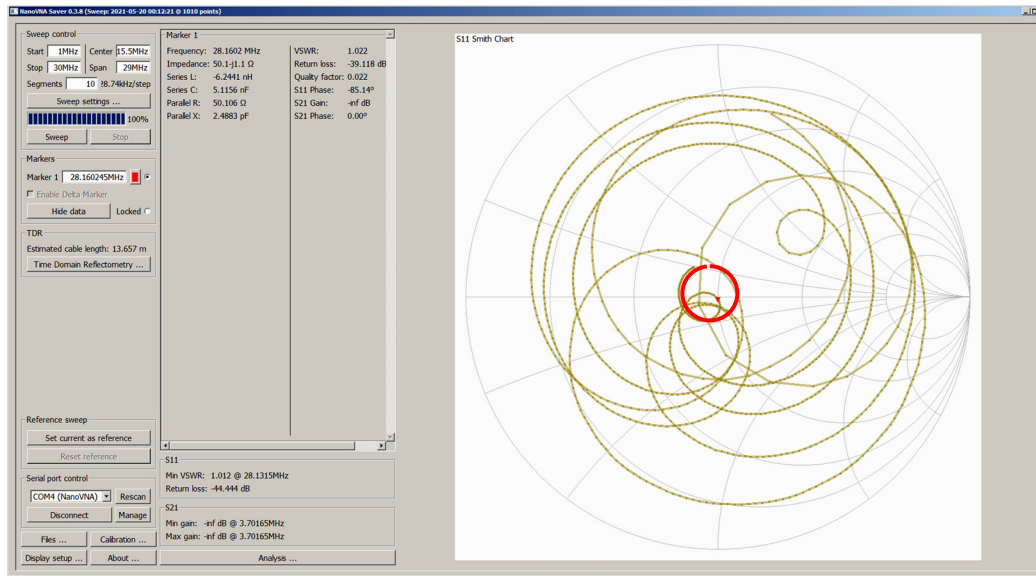 NanoVNA Saver 0.3.8 (Sweep: 2021-05-20 00:12:21 @ 1010 points)
Sweep control
Start 1MHz Center 15.5MHz
Stop 30MHz Span 29MHz
Segments 10 28.74kHz/step
Sweep settings ...
100%
Sweep Stop
Markers
Marker 1 28.160245MHz
Enable Delta Marker
Hide data Locked
TDR
Estimated cable length: 13.657 m
Time Domain Reflectometry ...
Reference sweep
Set current as reference
Reset reference
Serial port control
COM4 (NanoVNA) Rescan
Disconnect Manage
Files ... Calibration ...
Display setup ... About ...
Marker 1
Frequency: 28.1602 MHz
Impedance: 50.1-j1.1 Ω
Series L: -6.2441 nH
Series C: 5.1156 nF
Parallel R: 50.106 Ω
Parallel X: 2.4883 pF
VSWR: 1.022
Return loss: -39.118 dB
Quality factor: 0.022
S11 Phase: -85.14°
S21 Gain: -inf dB
S21 Phase: 0.00°
S11
Min VSWR: 1.012 @ 28.1315MHz
Return loss: -44.444 dB
S21
Min gain: -inf dB @ 3.70165MHz
Max gain: -inf dB @ 3.70165MHz
Analysis ...
S11 Smith Chart